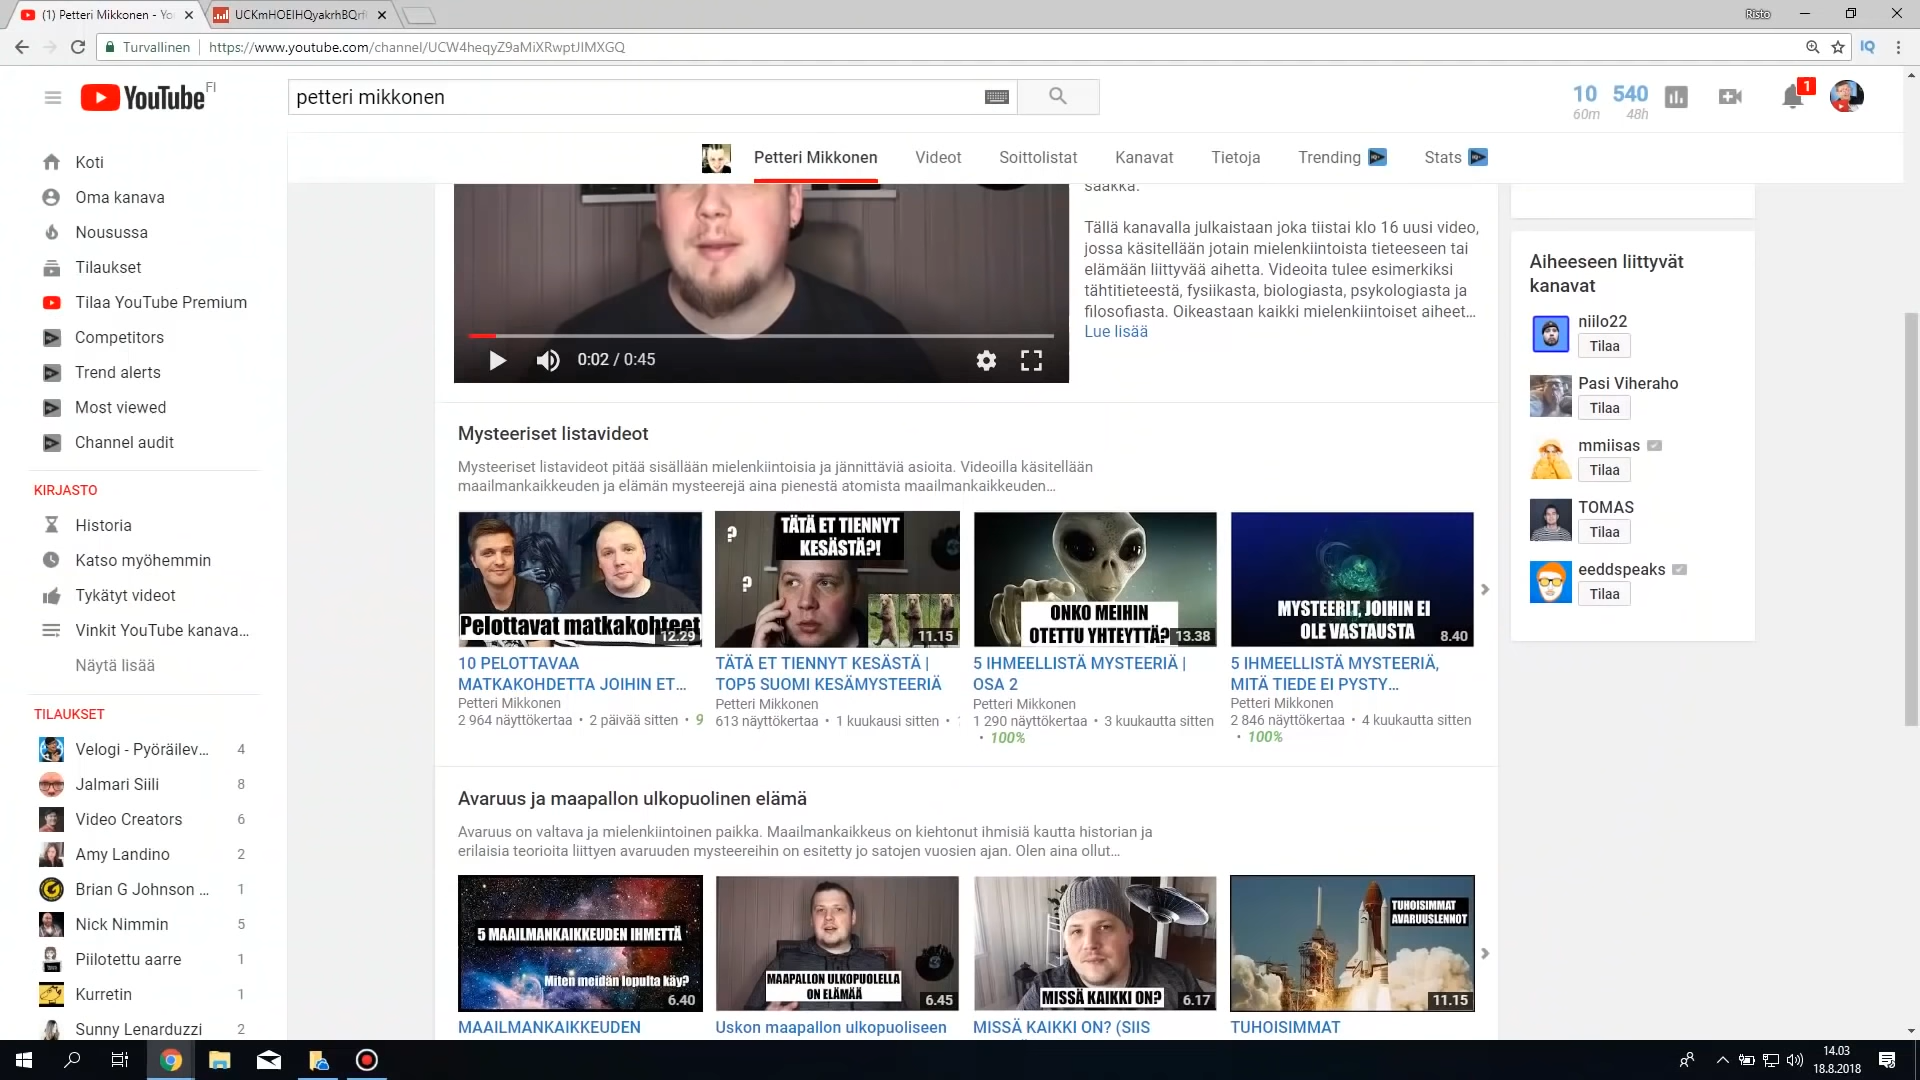 (1) Petteri Mikkonen - Yo
UCKmHOEIHQyakrhBQrf
Risto
Turvallinen
https://www.youtube.com/channel/UCW4heqyZ9aMiXRwptJIMXGQ
IQ
YouTube FI
petteri mikkonen
10 60m
540 48h
1
Petteri Mikkonen
Videot
Soittolistat
Kanavat
Tietoja
Trending
Stats
Koti
Oma kanava
Nousussa
Tilaukset
Tilaa YouTube Premium
Competitors
Trend alerts
Most viewed
Channel audit
KIRJASTO
Historia
Katso myöhemmin
Tykätyt videot
Vinkit YouTube kanava...
Näytä lisää
TILAUKSET
Velogi - Pyöräilev... 4
Jalmari Siili 8
Video Creators 6
Amy Landino 2
Brian G Johnson ... 1
Nick Nimmin 5
Piilotettu aarre 1
Kurretin 1
Sunny Lenarduzzi 2
0:02 / 0:45
saakka.
Tällä kanavalla julkaistaan joka tiistai klo 16 uusi video,
jossa käsitellään jotain mielenkiintoista tieteeseen tai
elämään liittyvää aihetta. Videoita tulee esimerkiksi
tähtitieteestä, fysiikasta, biologiasta, psykologiasta ja
filosofiasta. Oikeastaan kaikki mielenkiintoiset aiheet...
Lue lisää
Mysteeriset listavideot
Mysteeriset listavideot pitää sisällään mielenkiintoisia ja jännittäviä asioita. Videoilla käsitellään
maailmankaikkeuden ja elämän mysteerejä aina pienestä atomista maailmankaikkeuden...
Pelottavat matkakohteet
12.29
10 PELOTTAVAA
MATKAKOHDETTA JOIHIN ET...
Petteri Mikkonen
2 964 näyttökertaa • 2 päivää sitten • 9
? TÄTÄ ET TIENNYT
KESÄSTÄ?!
?
11.15
TÄTÄ ET TIENNYT KESÄSTÄ |
TOP5 SUOMI KESÄMYSTEERIÄ
Petteri Mikkonen
613 näyttökertaa • 1 kuukausi sitten •
ONKO MEIHIN
OTETTU YHTEYTTÄ?
13.38
5 IHMEELLISTÄ MYSTEERIÄ |
OSA 2
Petteri Mikkonen
1 290 näyttökertaa • 3 kuukautta sitten
• 100%
MYSTEERIT, JOIHIN EI
OLE VASTAUSTA
8.40
5 IHMEELLISTÄ MYSTEERIÄ,
MITÄ TIEDE EI PYSTY...
Petteri Mikkonen
2 846 näyttökertaa • 4 kuukautta sitten
• 100%
Avaruus ja maapallon ulkopuolinen elämä
Avaruus on valtava ja mielenkiintoinen paikka. Maailmankaikkeus on kiehtonut ihmisiä kautta historian ja
erilaisia teorioita liittyen avaruuden mysteereihin on esitetty jo satojen vuosien ajan. Olen aina ollut...
5 MAAILMANKAIKKEUDEN IHMETTÄ
Miten meidän lopulta käy?
6.40
MAAILMANKAIKKEUDEN
MAAPALLON ULKOPUOLELLA
ON ELÄMÄÄ
6.45
Uskon maapallon ulkopuoliseen
MISSÄ KAIKKI ON?
6.17
MISSÄ KAIKKI ON? (SIIS
TUHOISIMMAT
AVARUUSLENNOT
11.15
TUHOISIMMAT
Aiheeseen liittyvät
kanavat
niilo22
Tilaa
Pasi Viheraho
Tilaa
mmiisas
Tilaa
TOMAS
Tilaa
eeddspeaks
Tilaa
14.03
18.8.2018